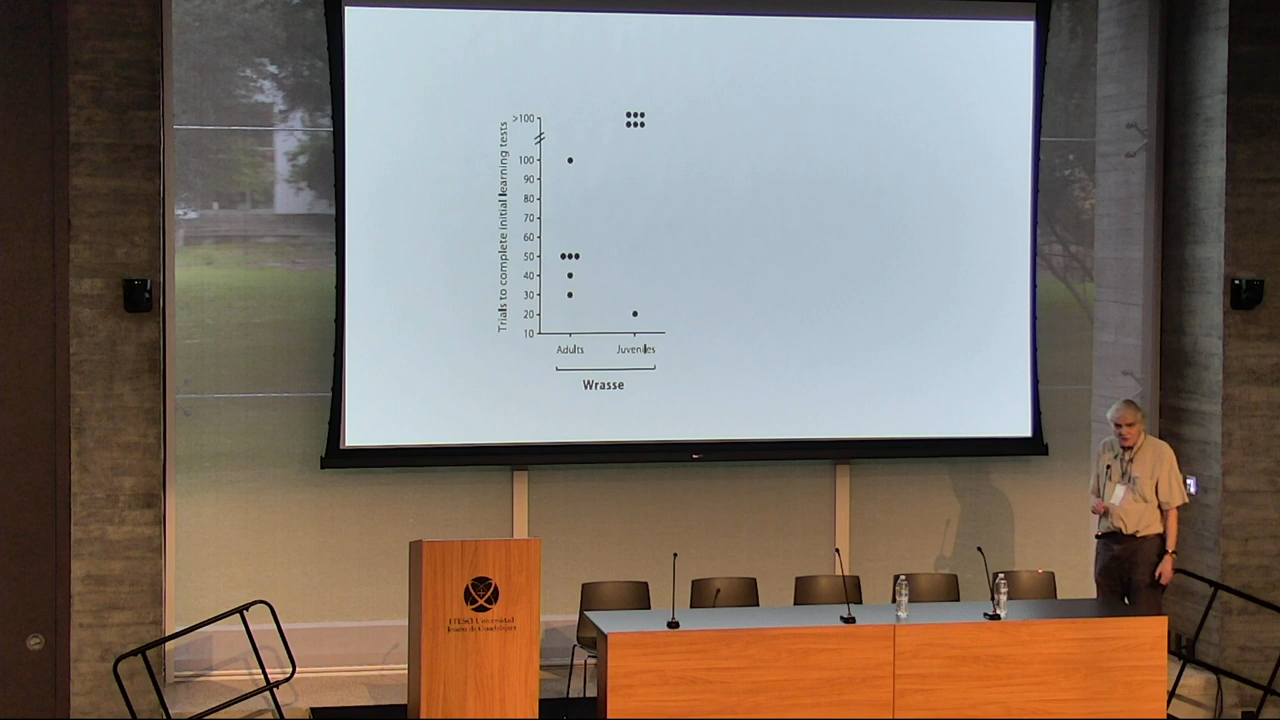 >100
100
90
80
70
60
50
40
30
20
10
Trials to complete initial learning tests
Adults Juveniles
Wrasse
ITESO, Universidad
Jesuita de Guadalajara